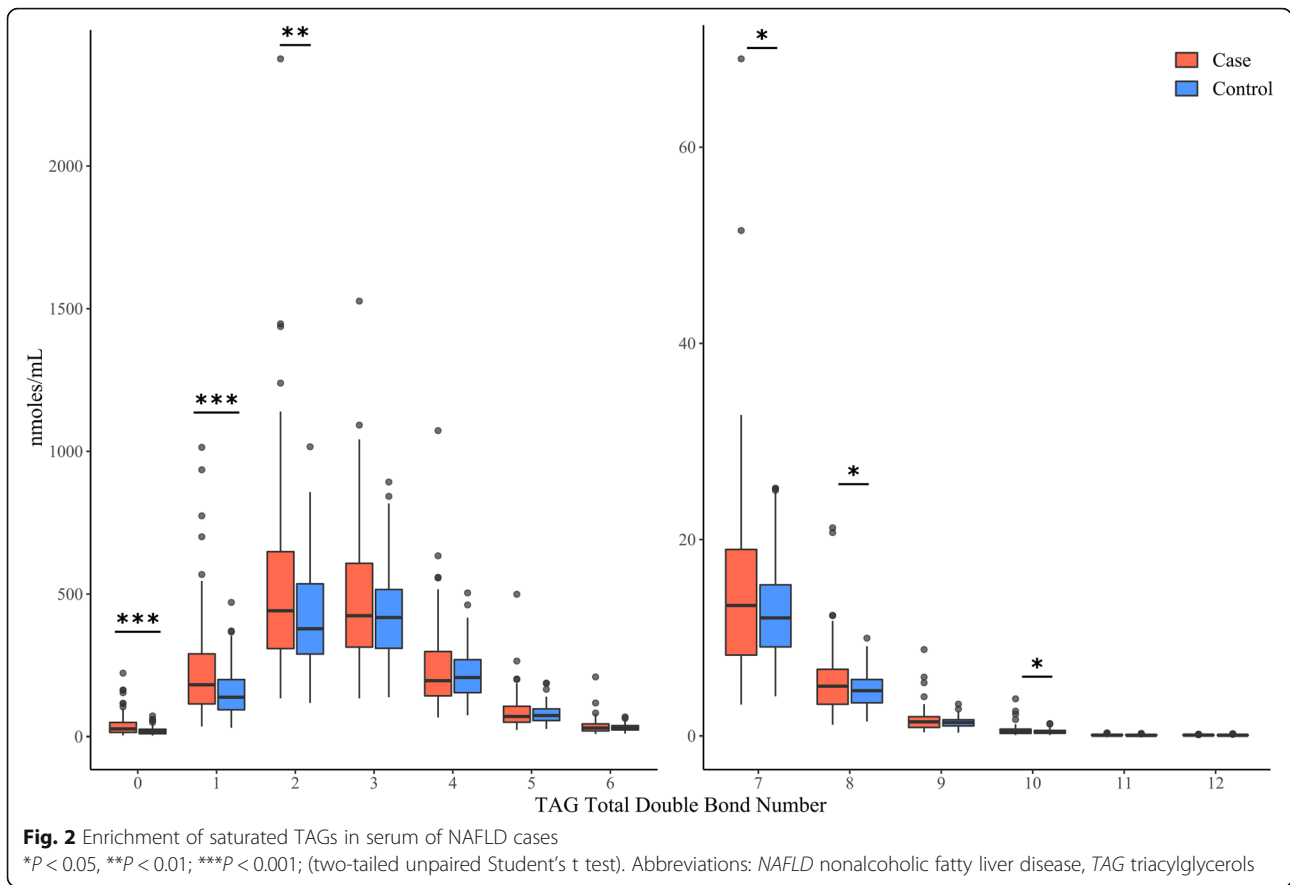 ** *
Case
Control
2000 60
1500
nmoles/mL
***
1000 40
*
***
500 20
*
0 0
0 1 2 3 4 5 6 7 8 9 10 11 12
TAG Total Double Bond Number
Fig. 2 Enrichment of saturated TAGs in serum of NAFLD cases
*P < 0.05, **P < 0.01; ***P < 0.001; (two-tailed unpaired Student's t test). Abbreviations: NAFLD nonalcoholic fatty liver disease, TAG triacylglycerols